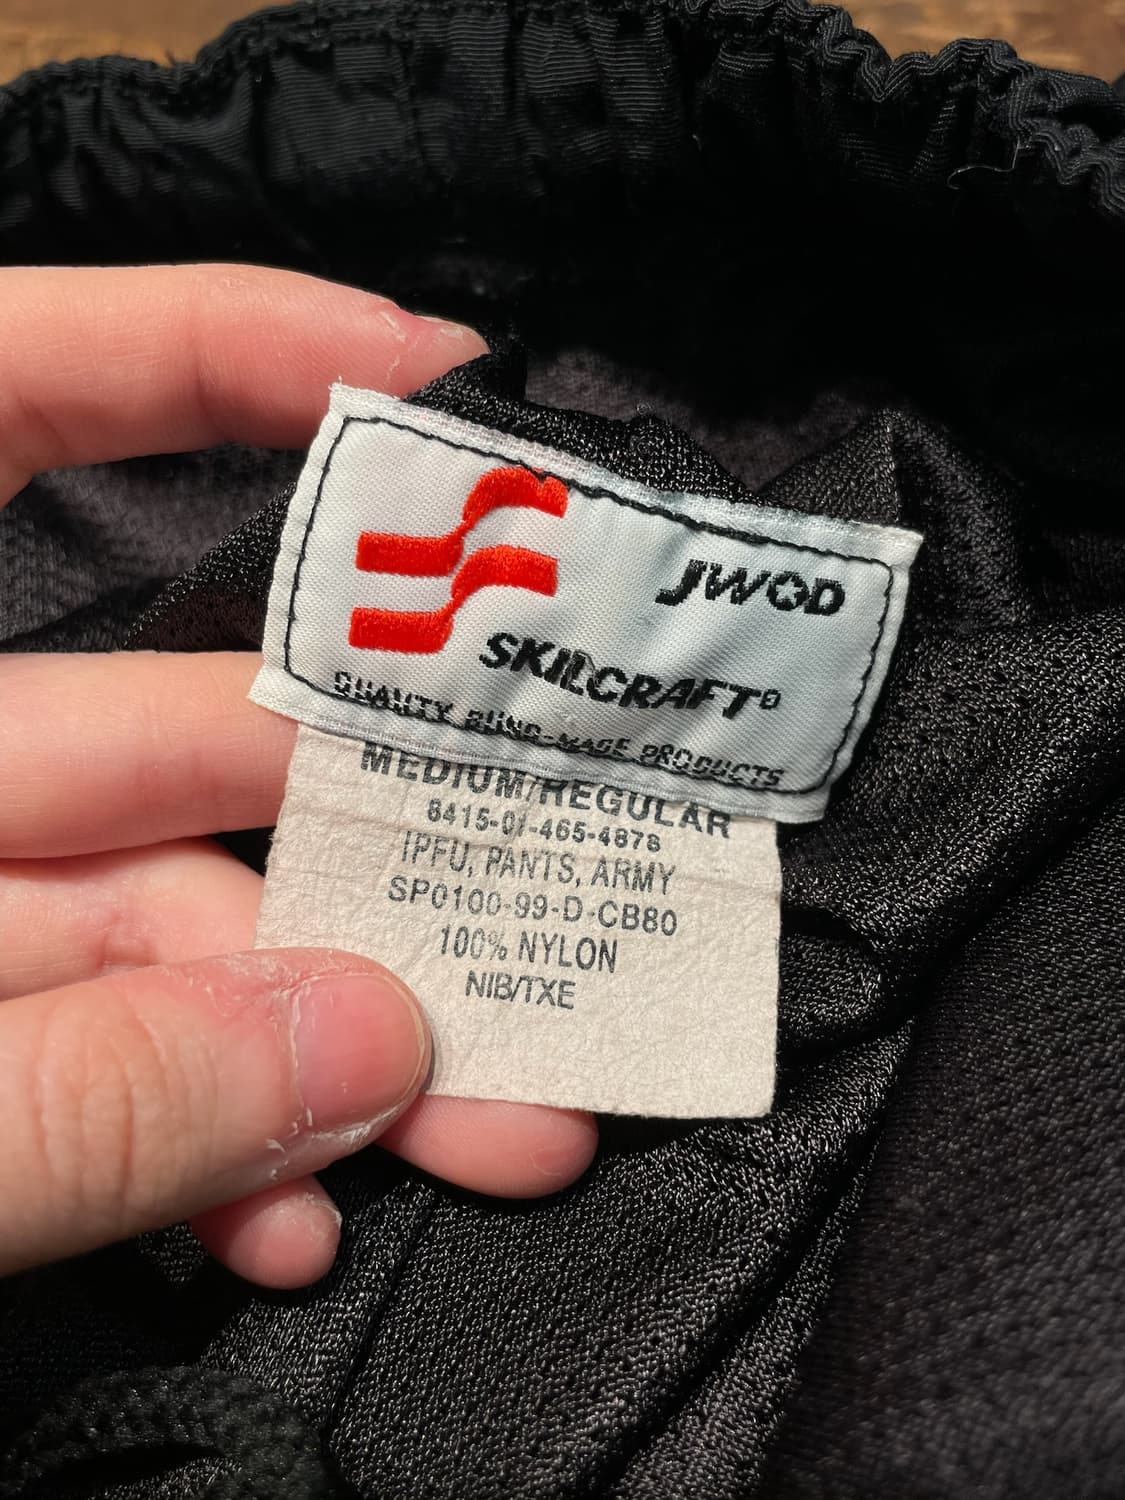 JWOD
SKILCRAFT®
QUALITY BLIND-MADE PRODUCTS
MEDIUM/REGULAR
8415-01-465-4878
IPFU, PANTS, ARMY
SP0100-99-D-CB80
100% NYLON
NIB/TXE